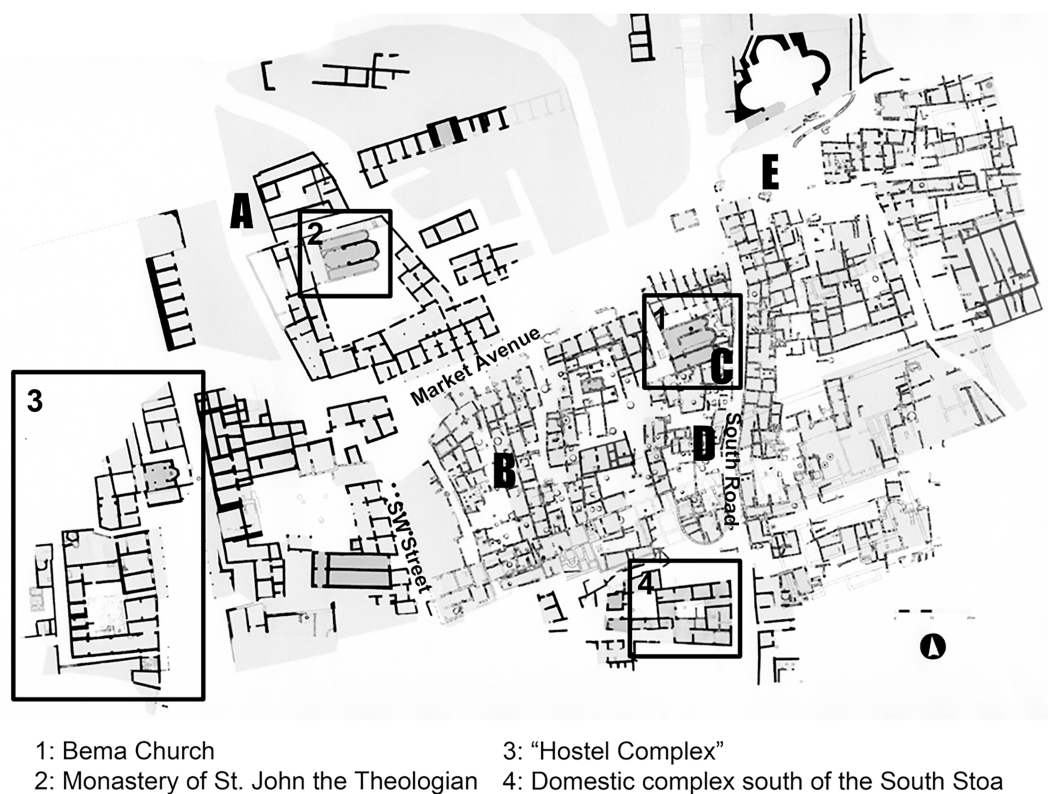 E
A
2
1
C
Market Avenue
3
B
D
South Road
SW Street
4
1: Bema Church
2: Monastery of St. John the Theologian
3: “Hostel Complex”
4: Domestic complex south of the South Stoa